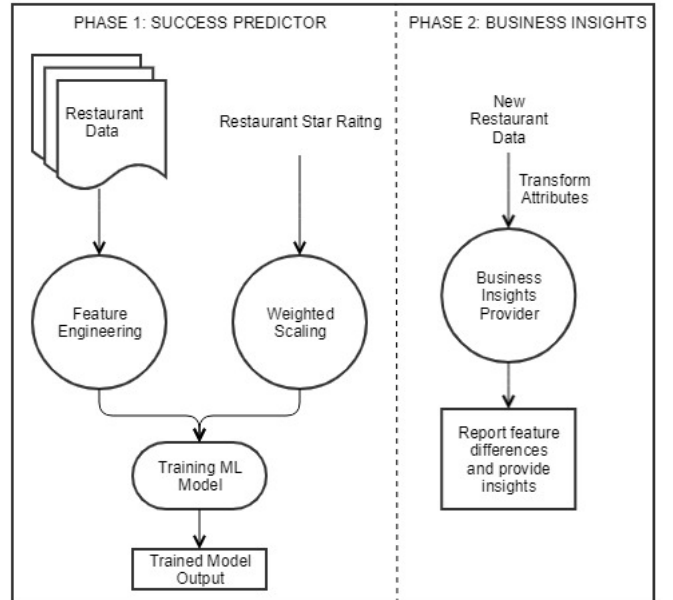 PHASE 1: SUCCESS PREDICTOR
Restaurant
Data
Restaurant Star Raitng
Feature
Engineering
Weighted
Scaling
Training ML
Model
Trained Model
Output
PHASE 2: BUSINESS INSIGHTS
New
Restaurant
Data
Transform
Attributes
Business
Insights
Provider
Report feature
differences
and provide
insights